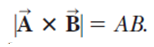 |A⃗ × B⃗| = AB.